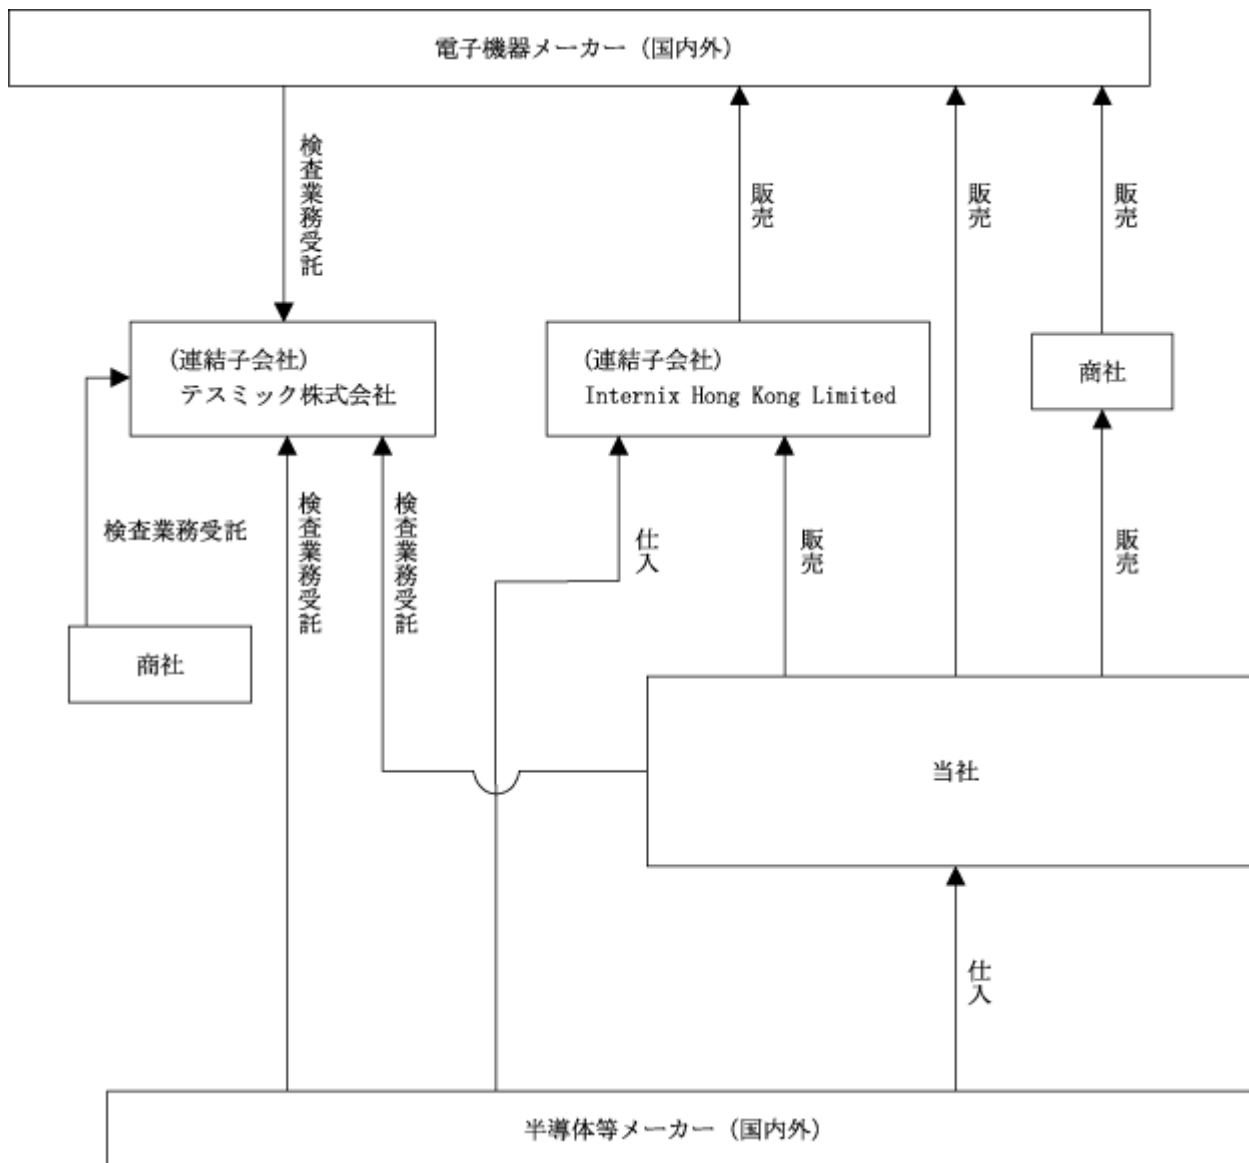 電子機器メーカー（国内外）
検査業務受託
販売
販売
販売
(連結子会社)
テスミック株式会社
(連結子会社)
Internix Hong Kong Limited
商社
検査業務受託
検査業務受託
検査業務受託
仕入
販売
販売
商社
当社
仕入
半導体等メーカー（国内外）